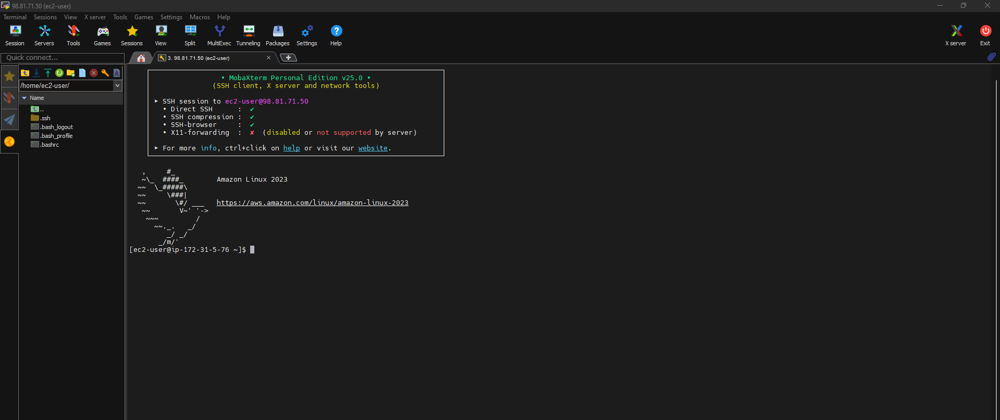 98.81.71.50 (ec2-user)
Terminal Sessions View X server Tools Games Settings Macros Help
Session Servers Tools Games Sessions View Split MultiExec Tunneling Packages Settings Help X server Exit
Quick connect...
3. 98.81.71.50 (ec2-user)
/home/ec2-user/
Name
..
.ssh
.bash_logout
.bash_profile
.bashrc
• MobaXterm Personal Edition v25.0 •
(SSH client, X server and network tools)
➤ SSH session to ec2-user@98.81.71.50
• Direct SSH : ✔
• SSH compression : ✔
• SSH-browser : ✔
• X11-forwarding : ✘ (disabled or not supported by server)
➤ For more info, ctrl+click on help or visit our website.
   ,     #_
   ~\_  ####_        Amazon Linux 2023
  ~~  \_#####\
  ~~     \###|
  ~~       \#/ ___   https://aws.amazon.com/linux/amazon-linux-2023
   ~~       V~' '->
    ~~~         /
      ~~._.   _/
         _/ _/
       _/m/'
[ec2-user@ip-172-31-5-76 ~]$